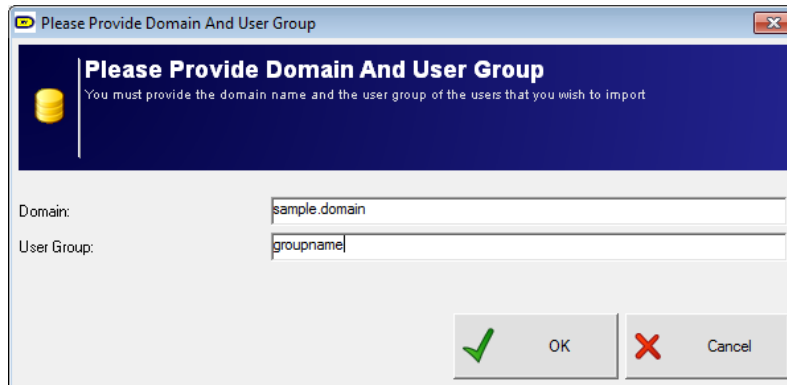 Please Provide Domain And User Group
Please Provide Domain And User Group
You must provide the domain name and the user group of the users that you wish to import
Domain:
sample.domain
User Group:
groupname
OK
Cancel